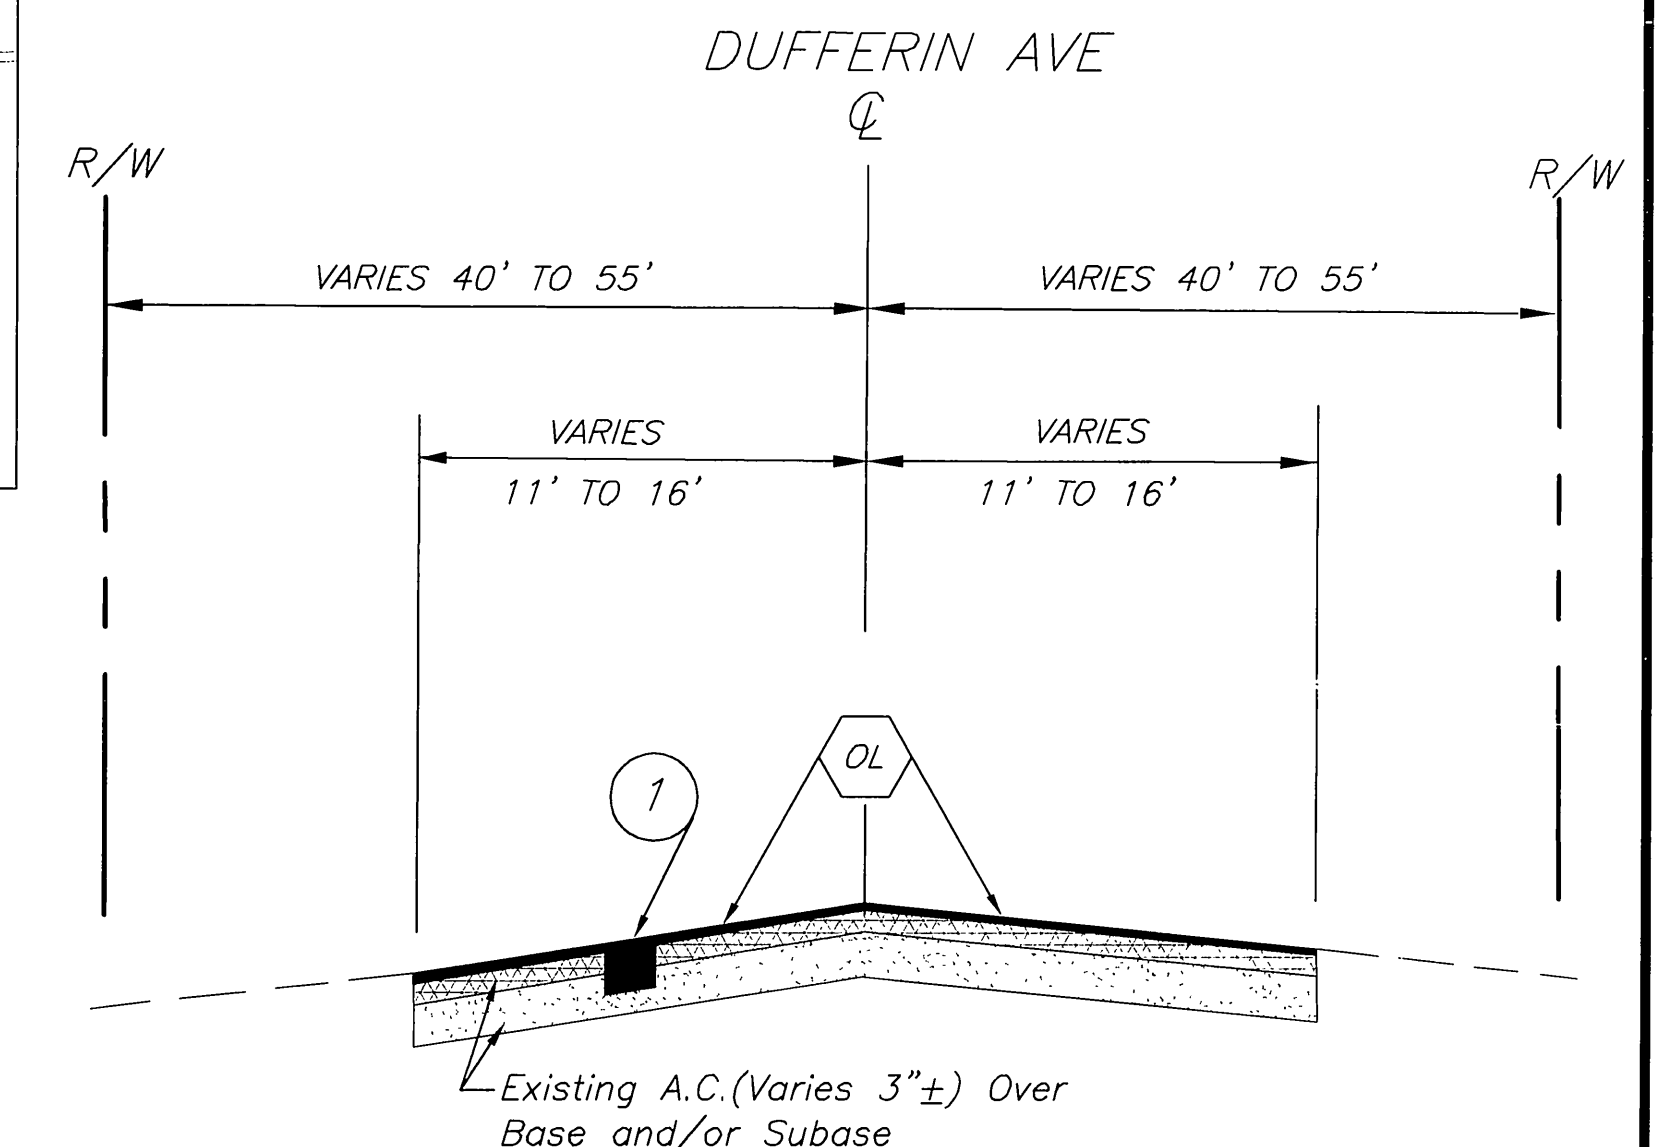 DUFFERIN AVE
℄
R/W
R/W
VARIES 40' TO 55'
VARIES 40' TO 55'
VARIES
11' TO 16'
VARIES
11' TO 16'
OL
1
Existing A.C.(Varies 3"±) Over
Base and/or Subase